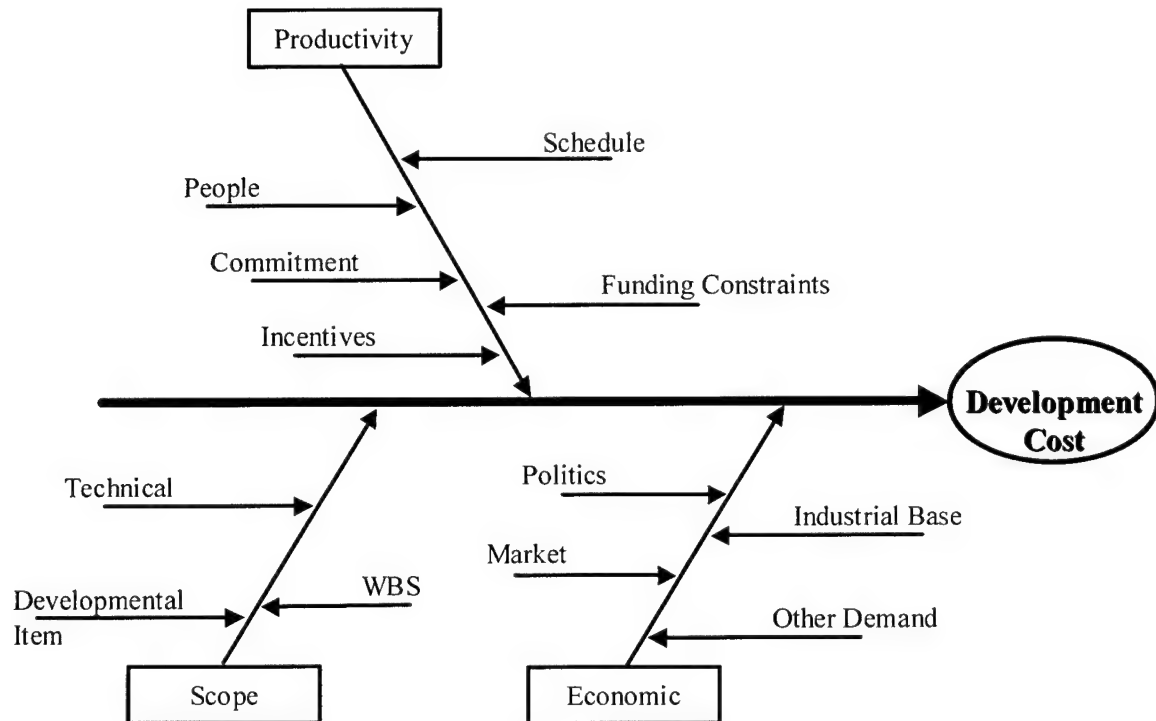 Productivity
Schedule
People
Commitment
Funding Constraints
Incentives
Development
Cost
Technical
Politics
Industrial Base
Market
Developmental
Item
WBS
Other Demand
Scope
Economic